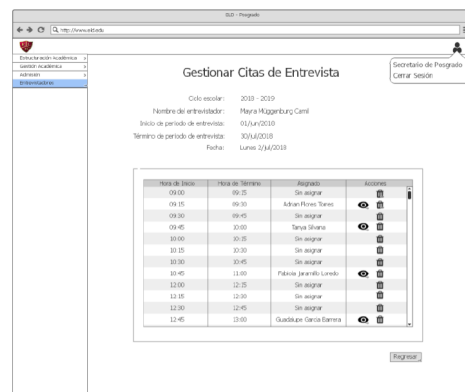 SLD - Posgrado
http://www.eld.edu
Estructuración Académica
Gestión Académica
Admisión
Entrevistadores
Secretario de Posgrado
Cerrar Sesión
Gestionar Citas de Entrevista
Ciclo escolar: 2018 - 2019
Nombre del entrevistador: Mayra Müggenburg Camil
Inicio de periodo de entrevista: 01/jun/2018
Término de periodo de entrevista: 30/jul/2018
Fecha: Lunes 2/jul/2018
Hora de Inicio Hora de Término Asignado Acciones
09:00 09:15 Sin asignar
09:15 09:30 Adrian Flores Torres
09:30 09:45 Sin asignar
09:45 10:00 Tanya Silvana
10:00 10:15 Sin asignar
10:15 10:30 Sin asignar
10:30 10:45 Sin asignar
10:45 11:00 Fabiola Jaramillo Loredo
12:00 12:15 Sin asignar
12:15 12:30 Sin asignar
12:30 12:45 Sin asignar
12:45 13:00 Guadalupe Garcia Barrera
Regresar